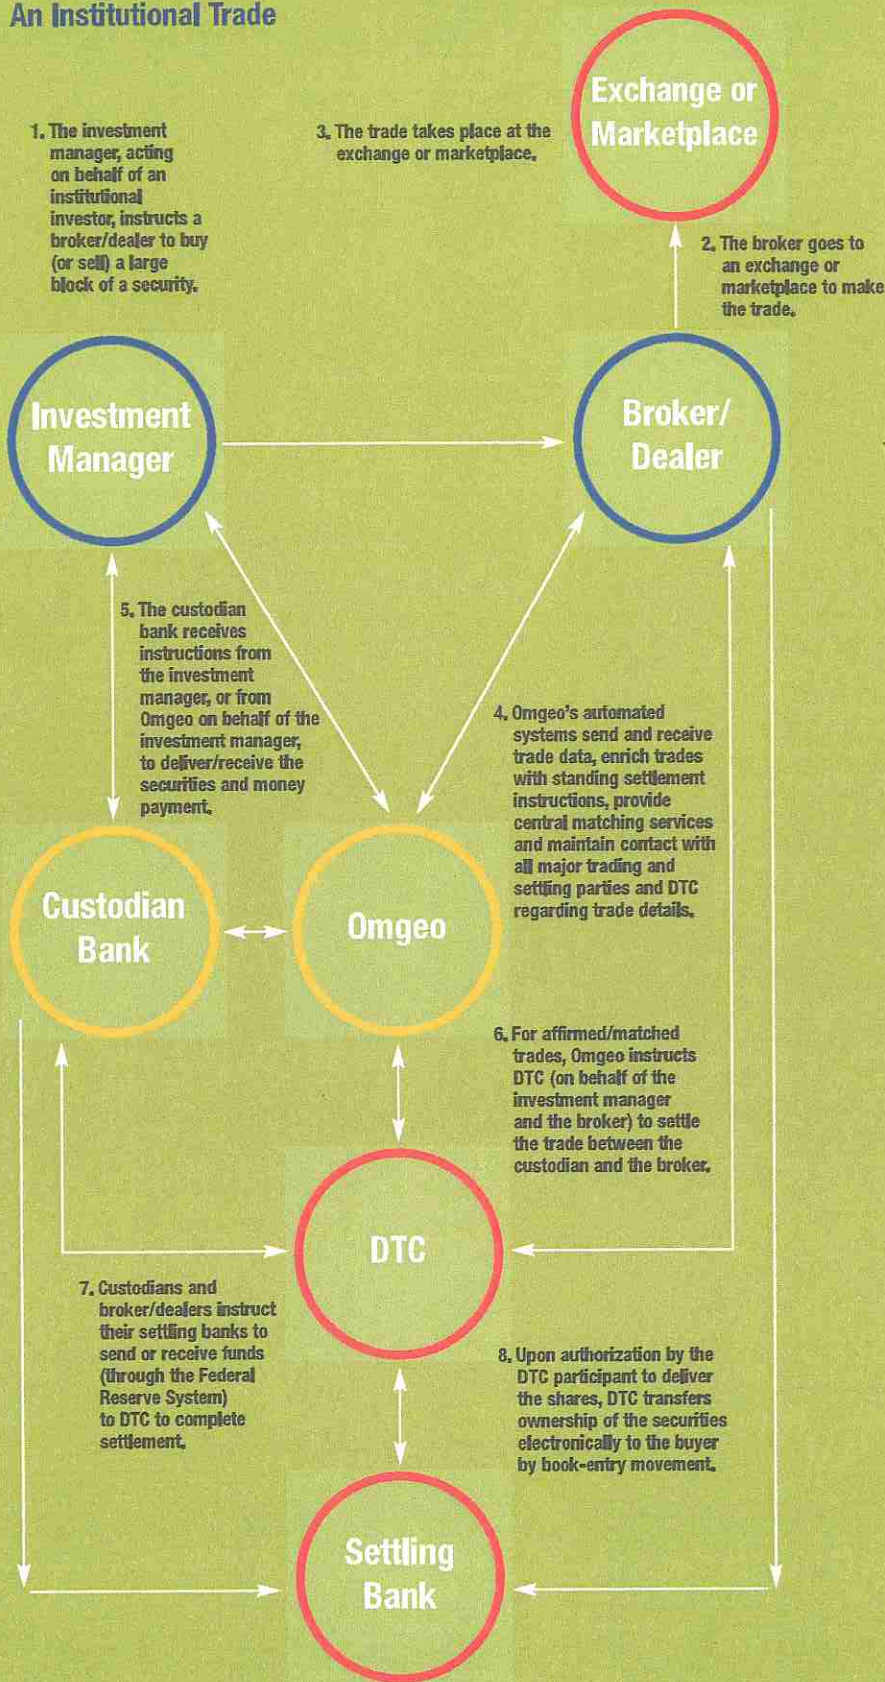 An Institutional Trade
1. The investment
manager, acting
on behalf of an
institutional
investor, instructs a
broker/dealer to buy
(or sell) a large
block of a security.
3. The trade takes place at the
exchange or marketplace.
Exchange or
Marketplace
2. The broker goes to
an exchange or
marketplace to make
the trade.
Investment
Manager
Broker/
Dealer
5. The custodian
bank receives
instructions from
the investment
manager, or from
Omgeo on behalf of the
investment manager,
to deliver/receive the
securities and money
payment.
4. Omgeo's automated
systems send and receive
trade data, enrich trades
with standing settlement
instructions, provide
central matching services
and maintain contact with
all major trading and
settling parties and DTC
regarding trade details.
Custodian
Bank
Omgeo
6. For affirmed/matched
trades, Omgeo instructs
DTC (on behalf of the
investment manager
and the broker) to settle
the trade between the
custodian and the broker.
DTC
7. Custodians and
broker/dealers instruct
their settling banks to
send or receive funds
(through the Federal
Reserve System)
to DTC to complete
settlement.
8. Upon authorization by the
DTC participant to deliver
the shares, DTC transfers
ownership of the securities
electronically to the buyer
by book-entry movement.
Settling
Bank